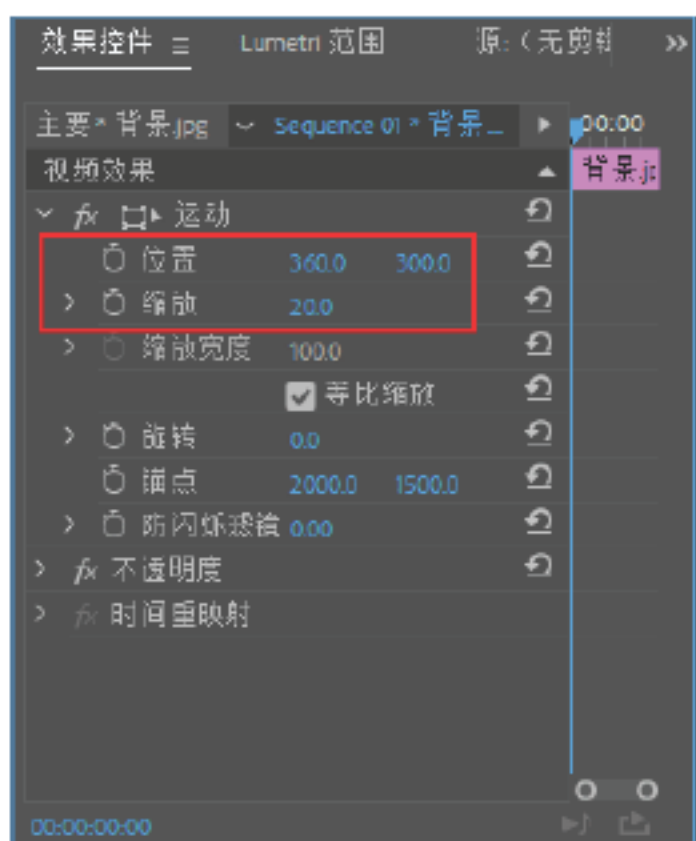 效果控件 ≡ Lumetri 范围 源:（无剪辑 »
主要*背景.jpg Sequence 01*背景... 00:00
视频效果 背景.jp
fx 运动
位置 360.0 300.0
缩放 20.0
缩放宽度 100.0
等比缩放
旋转 0.0
锚点 2000.0 1500.0
防闪烁滤镜 0.00
fx 不透明度
fx 时间重映射
00:00:00:00